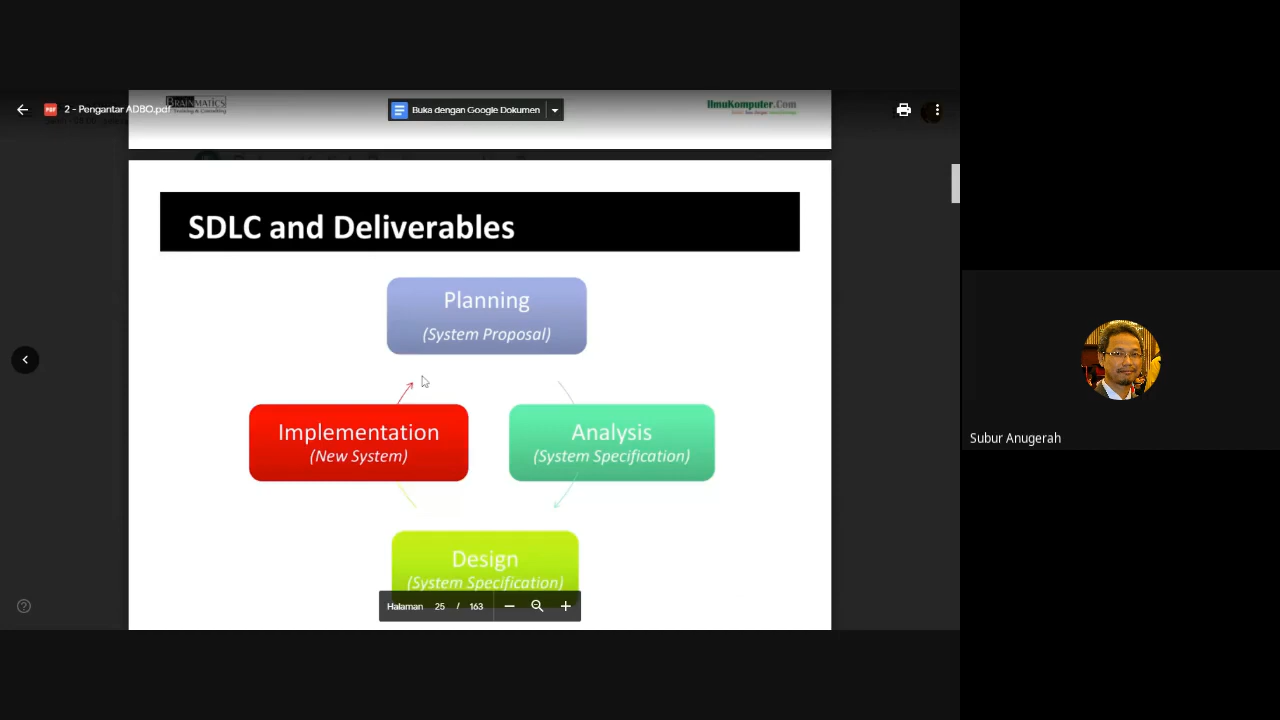 2 - Pengantar ADBO.pdf
BRAINMATICS
Buka dengan Google Dokumen
IlmuKomputer.Com
SDLC and Deliverables
Planning
(System Proposal)
Implementation
(New System)
Analysis
(System Specification)
Design
(System Specification)
Halaman 25 / 163
Subur Anugerah